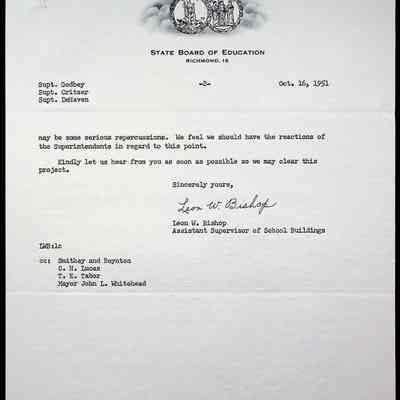 STATE BOARD OF EDUCATION
RICHMOND, 16
Supt. Godbey -2- Oct. 16, 1951
Supt. Critzer
Supt. DeHaven
may be some serious repercussions. We feel we should have the reactions of
the Superintendents in regard to this point.
Kindly let us hear from you as soon as possible so we may clear this
project.
Sincerely yours,
Leon W. Bishop
Leon W. Bishop
Assistant Supervisor of School Buildings
LWB:lc
cc: Smithey and Boynton
C. H. Lucas
T. E. Tabor
Mayor John L. Whitehead